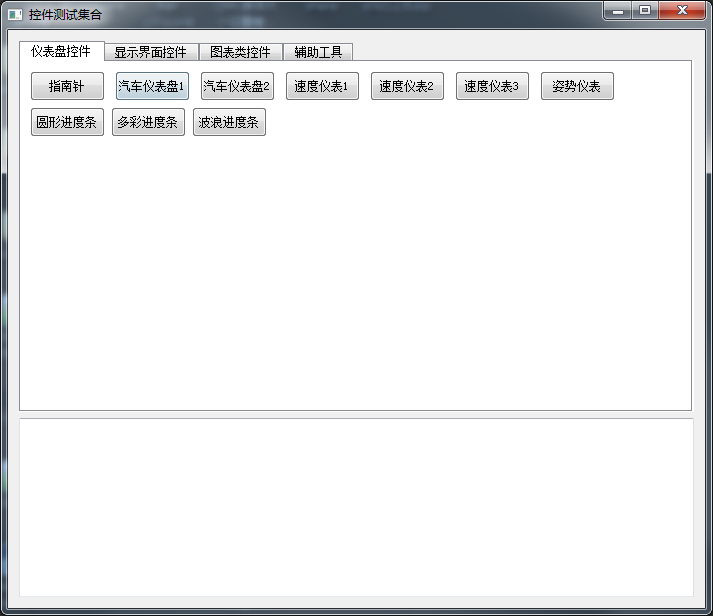 控件测试集合
仪表盘控件 显示界面控件 图表类控件 辅助工具
指南针 汽车仪表盘1 汽车仪表盘2 速度仪表1 速度仪表2 速度仪表3 姿势仪表
圆形进度条 多彩进度条 波浪进度条